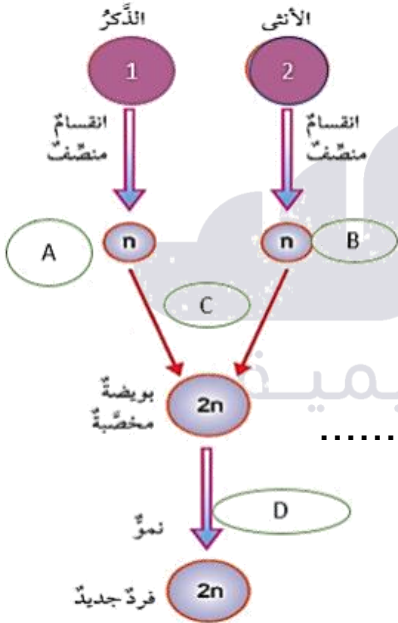 الأنثى الذَّكرُ
1 2
انقسامٌ انقسامٌ
منصِّفٌ منصِّفٌ
A n n B
C
بويضةٌ
مخصَّبةٌ
2n
......
D
نموٌّ
فردٌ جديدٌ 2n